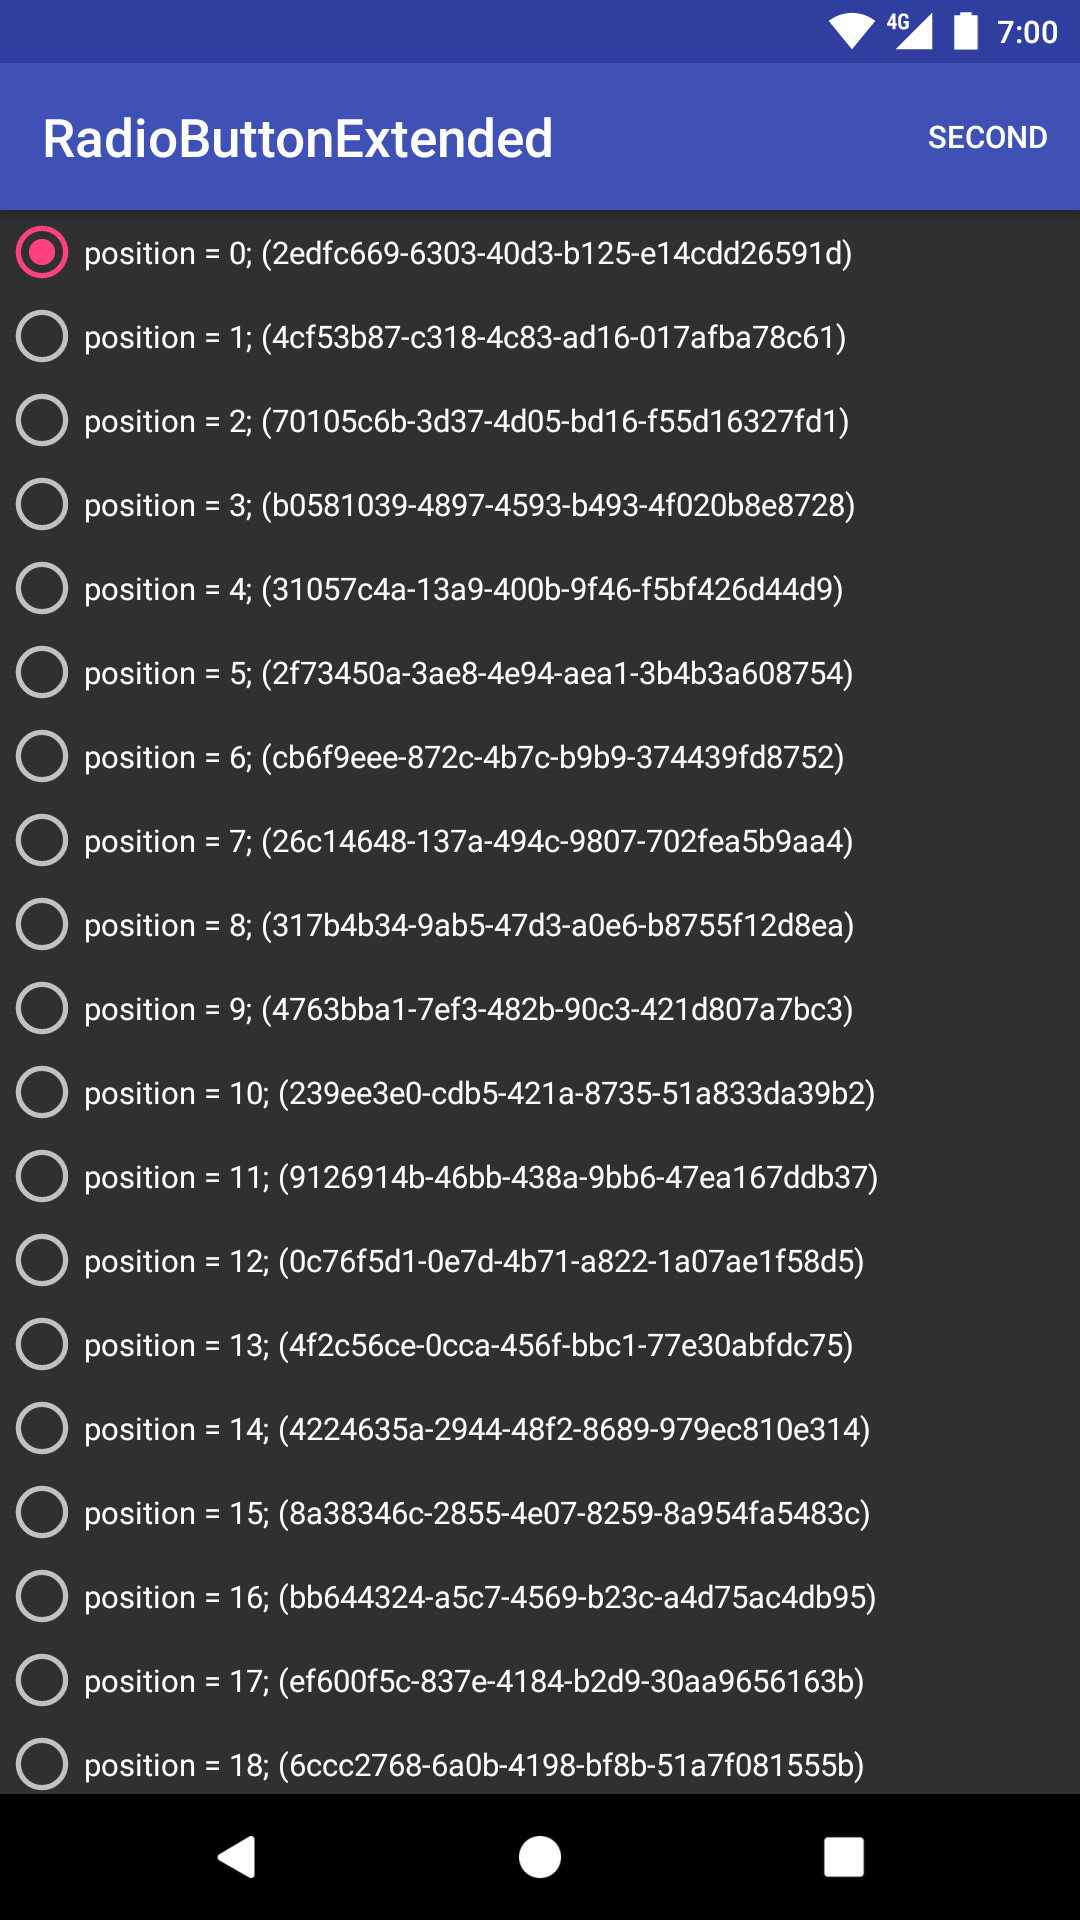 4G 7:00
RadioButtonExtended SECOND
position = 0; (2edfc669-6303-40d3-b125-e14cdd26591d)
position = 1; (4cf53b87-c318-4c83-ad16-017afba78c61)
position = 2; (70105c6b-3d37-4d05-bd16-f55d16327fd1)
position = 3; (b0581039-4897-4593-b493-4f020b8e8728)
position = 4; (31057c4a-13a9-400b-9f46-f5bf426d44d9)
position = 5; (2f73450a-3ae8-4e94-aea1-3b4b3a608754)
position = 6; (cb6f9eee-872c-4b7c-b9b9-374439fd8752)
position = 7; (26c14648-137a-494c-9807-702fea5b9aa4)
position = 8; (317b4b34-9ab5-47d3-a0e6-b8755f12d8ea)
position = 9; (4763bba1-7ef3-482b-90c3-421d807a7bc3)
position = 10; (239ee3e0-cdb5-421a-8735-51a833da39b2)
position = 11; (9126914b-46bb-438a-9bb6-47ea167ddb37)
position = 12; (0c76f5d1-0e7d-4b71-a822-1a07ae1f58d5)
position = 13; (4f2c56ce-0cca-456f-bbc1-77e30abfdc75)
position = 14; (4224635a-2944-48f2-8689-979ec810e314)
position = 15; (8a38346c-2855-4e07-8259-8a954fa5483c)
position = 16; (bb644324-a5c7-4569-b23c-a4d75ac4db95)
position = 17; (ef600f5c-837e-4184-b2d9-30aa9656163b)
position = 18; (6ccc2768-6a0b-4198-bf8b-51a7f081555b)